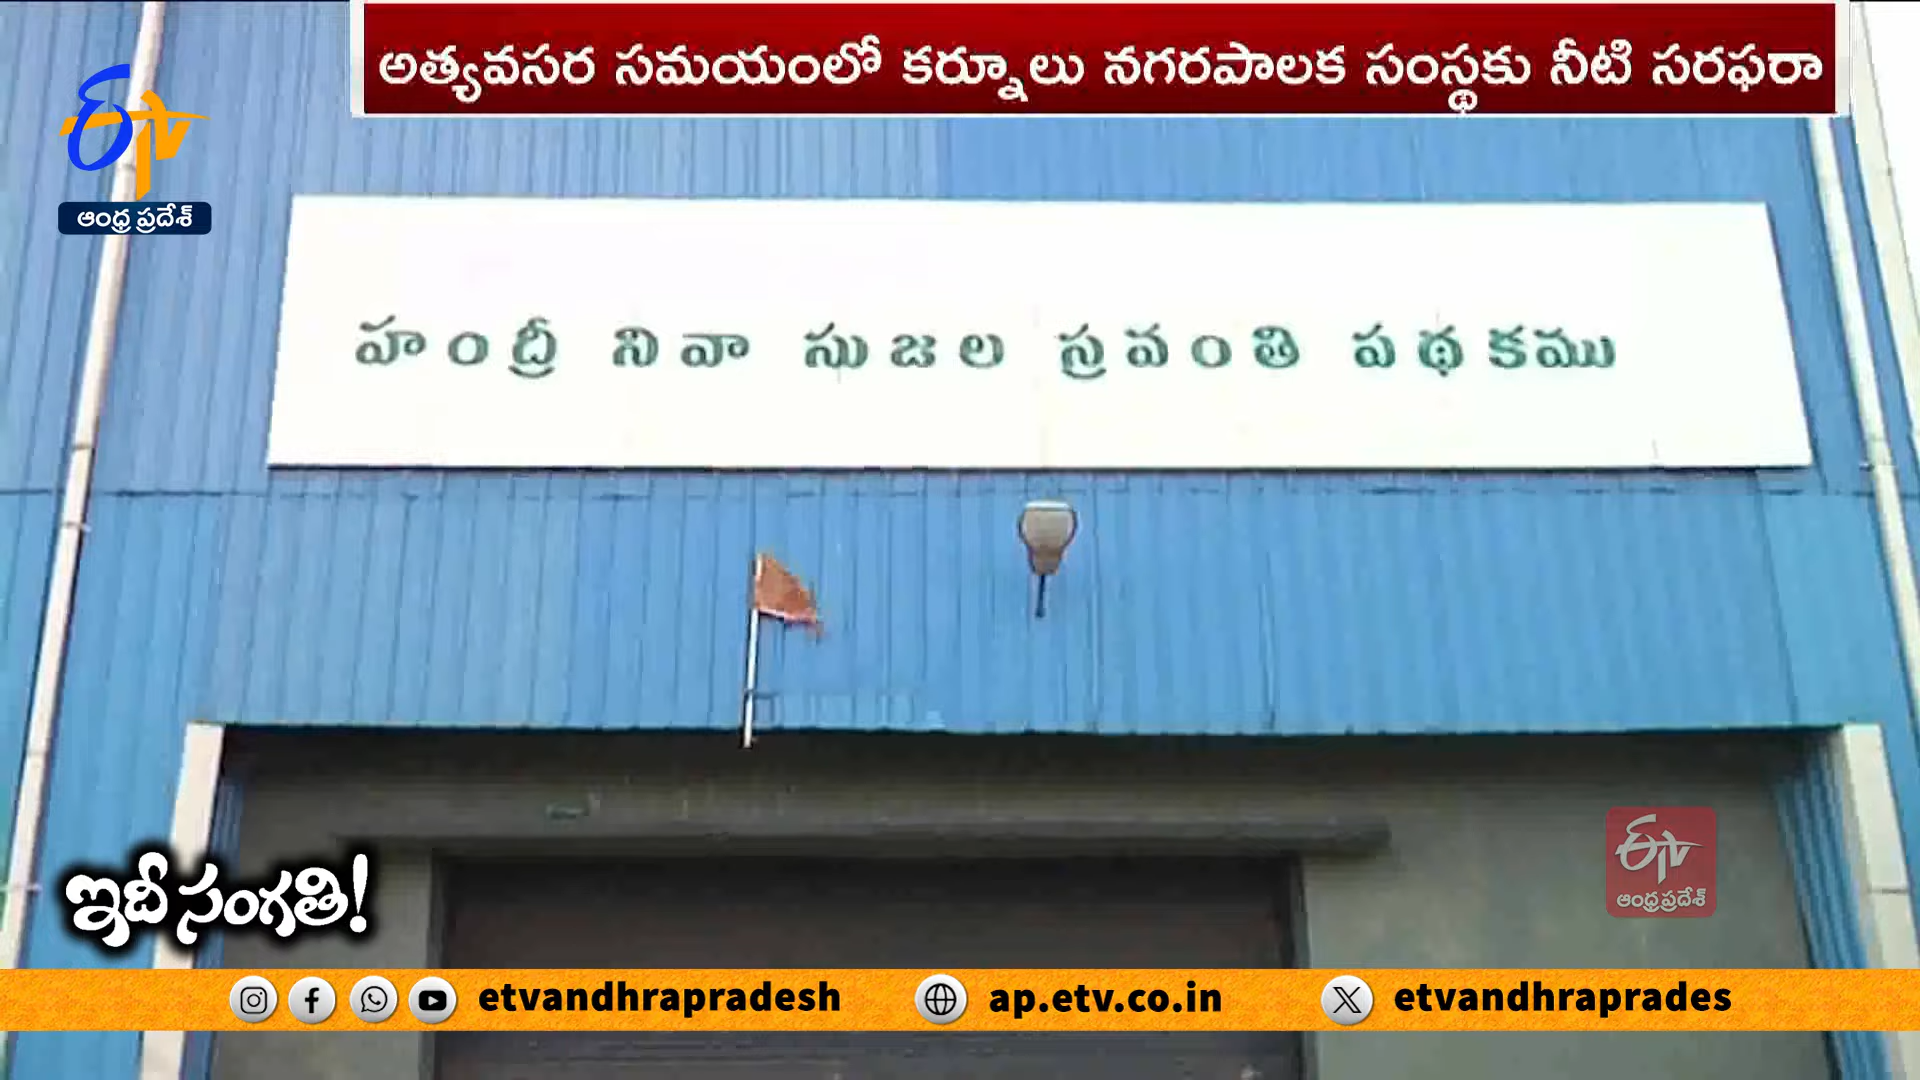 అత్యవసర సమయంలో కర్నూలు నగరపాలక సంస్థకు నీటి సరఫరా
ETV
ఆంధ్ర ప్రదేశ్
హంద్రీ నివా సుజల స్రవంతి పథకము
ETV
ఆంధ్రప్రదేశ్
ఇదీ సంగతి!
etvandhrapradesh
ap.etv.co.in
etvandhraprades